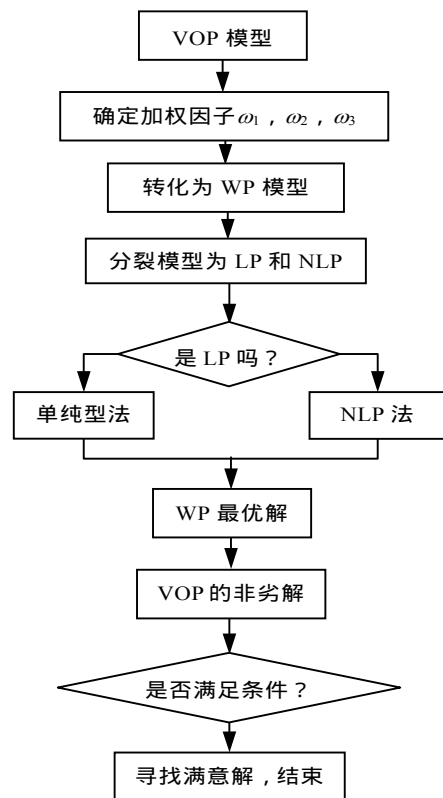 VOP 模型
确定加权因子ω₁，ω₂，ω₃
转化为 WP 模型
分裂模型为 LP 和 NLP
是 LP 吗？
单纯型法
NLP 法
WP 最优解
VOP 的非劣解
是否满足条件？
寻找满意解，结束